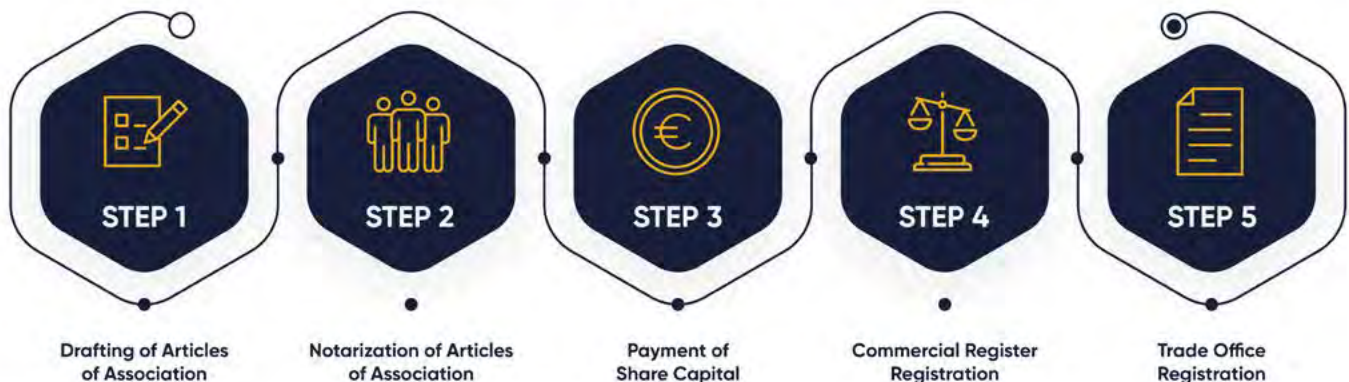 STEP 1
STEP 2
STEP 3
STEP 4
STEP 5
Drafting of Articles
of Association
Notarization of Articles
of Association
Payment of
Share Capital
Commercial Register
Registration
Trade Office
Registration